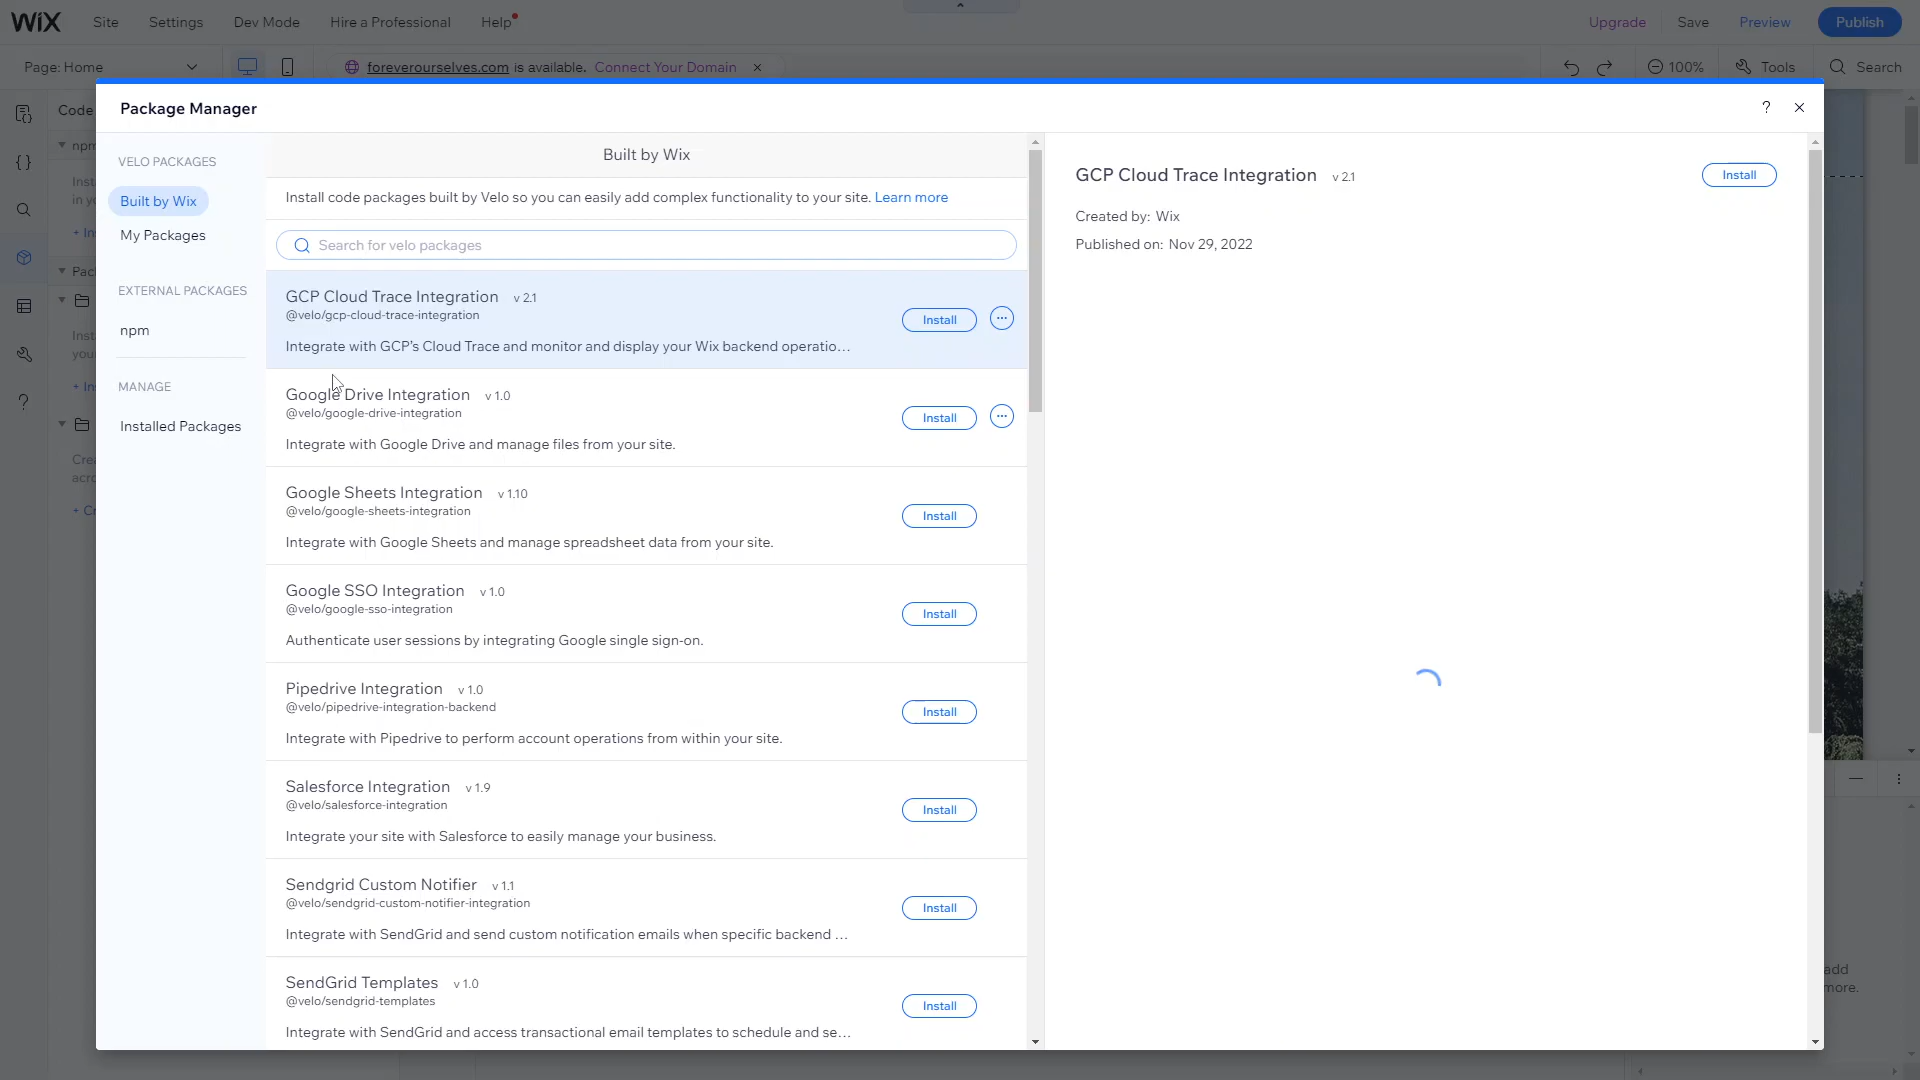 WiX
Site
Settings
Dev Mode
Hire a Professional
Help
Upgrade
Save
Preview
Publish
Page: Home
foreverourselves.com is available. Connect Your Domain
100%
Tools
Search
Code
Package Manager
?
VELO PACKAGES
Built by Wix
My Packages
EXTERNAL PACKAGES
npm
MANAGE
Installed Packages
Built by Wix
Install code packages built by Velo so you can easily add complex functionality to your site. Learn more
Search for velo packages
GCP Cloud Trace Integration v 2.1
@velo/gcp-cloud-trace-integration
Install
Integrate with GCP's Cloud Trace and monitor and display your Wix backend operatio...
Google Drive Integration v 1.0
@velo/google-drive-integration
Install
Integrate with Google Drive and manage files from your site.
Google Sheets Integration v 1.10
@velo/google-sheets-integration
Install
Integrate with Google Sheets and manage spreadsheet data from your site.
Google SSO Integration v 1.0
@velo/google-sso-integration
Install
Authenticate user sessions by integrating Google single sign-on.
Pipedrive Integration v 1.0
@velo/pipedrive-integration-backend
Install
Integrate with Pipedrive to perform account operations from within your site.
Salesforce Integration v 1.9
@velo/salesforce-integration
Install
Integrate your site with Salesforce to easily manage your business.
Sendgrid Custom Notifier v 1.1
@velo/sendgrid-custom-notifier-integration
Install
Integrate with SendGrid and send custom notification emails when specific backend ...
SendGrid Templates v 1.0
@velo/sendgrid-templates
Install
Integrate with SendGrid and access transactional email templates to schedule and se...
GCP Cloud Trace Integration v 2.1
Install
Created by: Wix
Published on: Nov 29, 2022
add
more.